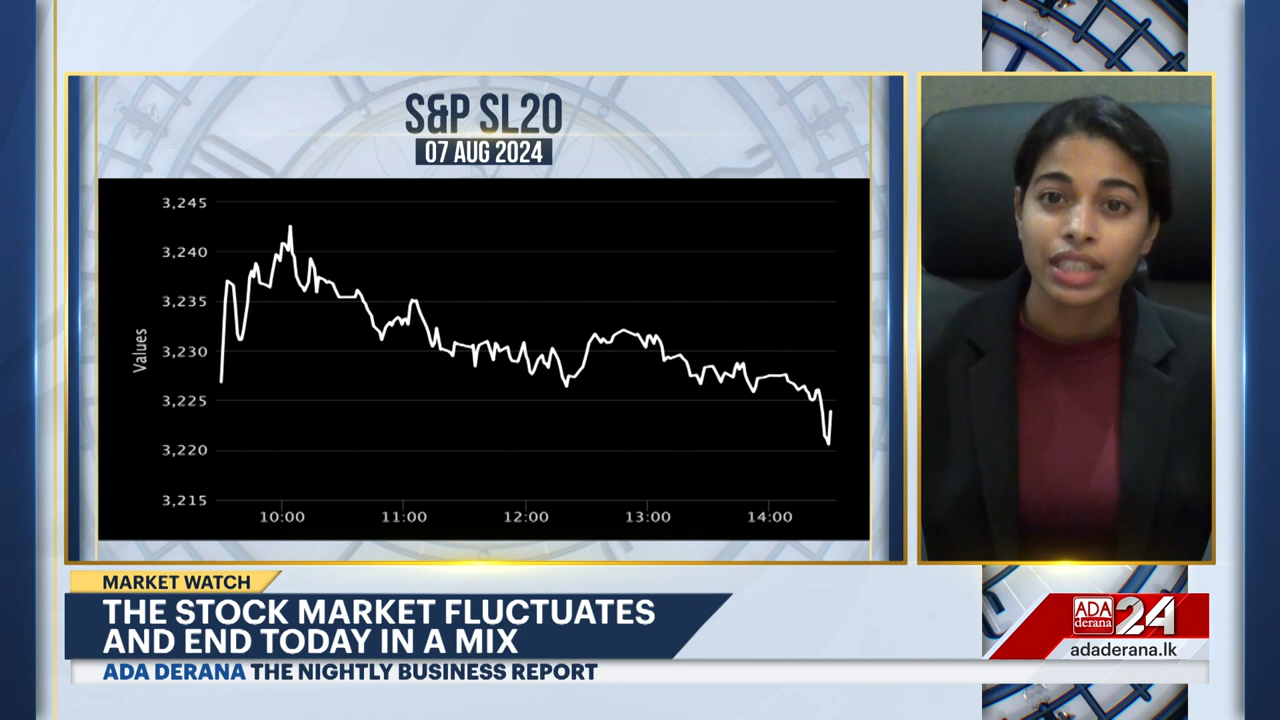 S&P SL20
07 AUG 2024
3,245
3,240
3,235
3,230
3,225
3,220
3,215
Values
10:00 11:00 12:00 13:00 14:00
MARKET WATCH
THE STOCK MARKET FLUCTUATES
AND END TODAY IN A MIX
ADA DERANA THE NIGHTLY BUSINESS REPORT
ADA
derana 24
adaderana.lk